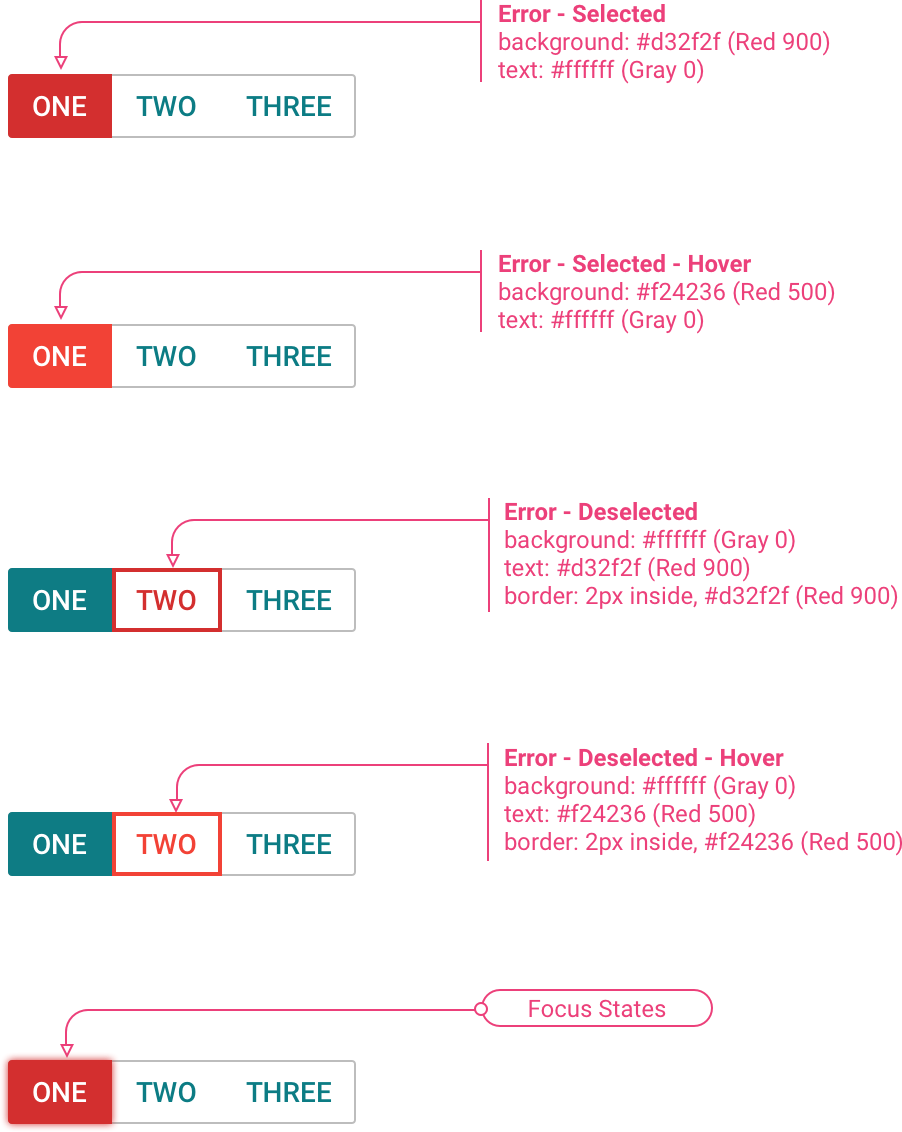 Error - Selected
background: #d32f2f (Red 900)
text: #ffffff (Gray 0)
ONE TWO THREE
Error - Selected - Hover
background: #f24236 (Red 500)
text: #ffffff (Gray 0)
ONE TWO THREE
Error - Deselected
background: #ffffff (Gray 0)
text: #d32f2f (Red 900)
border: 2px inside, #d32f2f (Red 900)
ONE TWO THREE
Error - Deselected - Hover
background: #ffffff (Gray 0)
text: #f24236 (Red 500)
border: 2px inside, #f24236 (Red 500)
ONE TWO THREE
Focus States
ONE TWO THREE